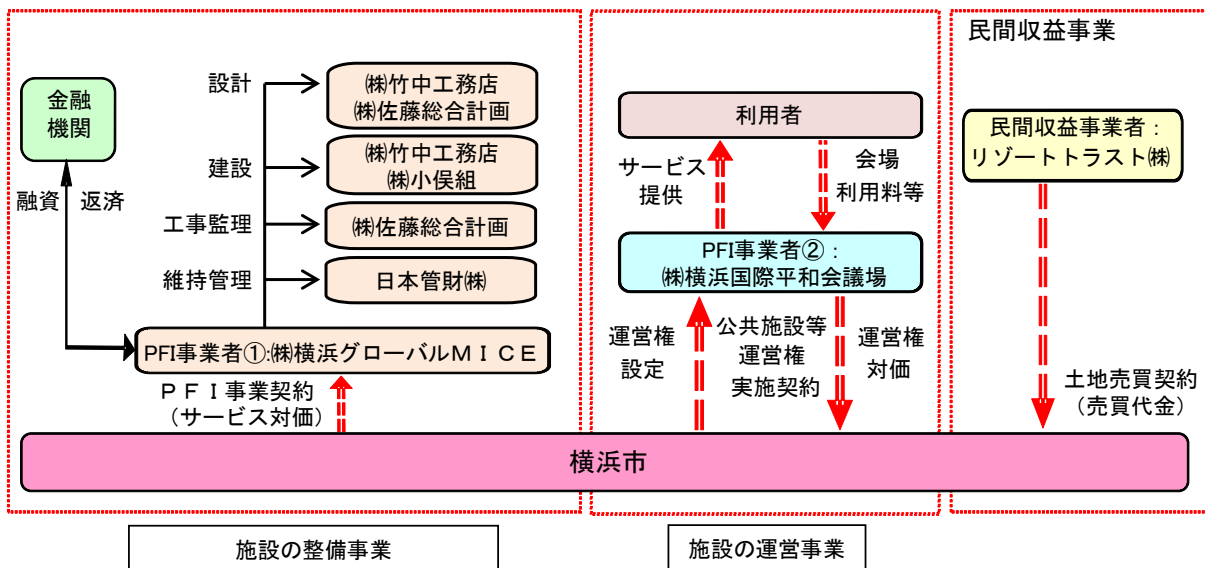 金融
機関
融資
返済
設計
㈱竹中工務店
㈱佐藤総合計画
建設
㈱竹中工務店
㈱小俣組
工事監理
㈱佐藤総合計画
維持管理
日本管財㈱
PFI事業者①:㈱横浜グローバルＭＩＣＥ
ＰＦＩ事業契約
（サービス対価）
利用者
サービス
提供
会場
利用料等
PFI事業者②：
㈱横浜国際平和会議場
運営権
設定
公共施設等
運営権
実施契約
運営権
対価
民間収益事業
民間収益事業者：
リゾートトラスト㈱
土地売買契約
（売買代金）
横浜市
施設の整備事業
施設の運営事業